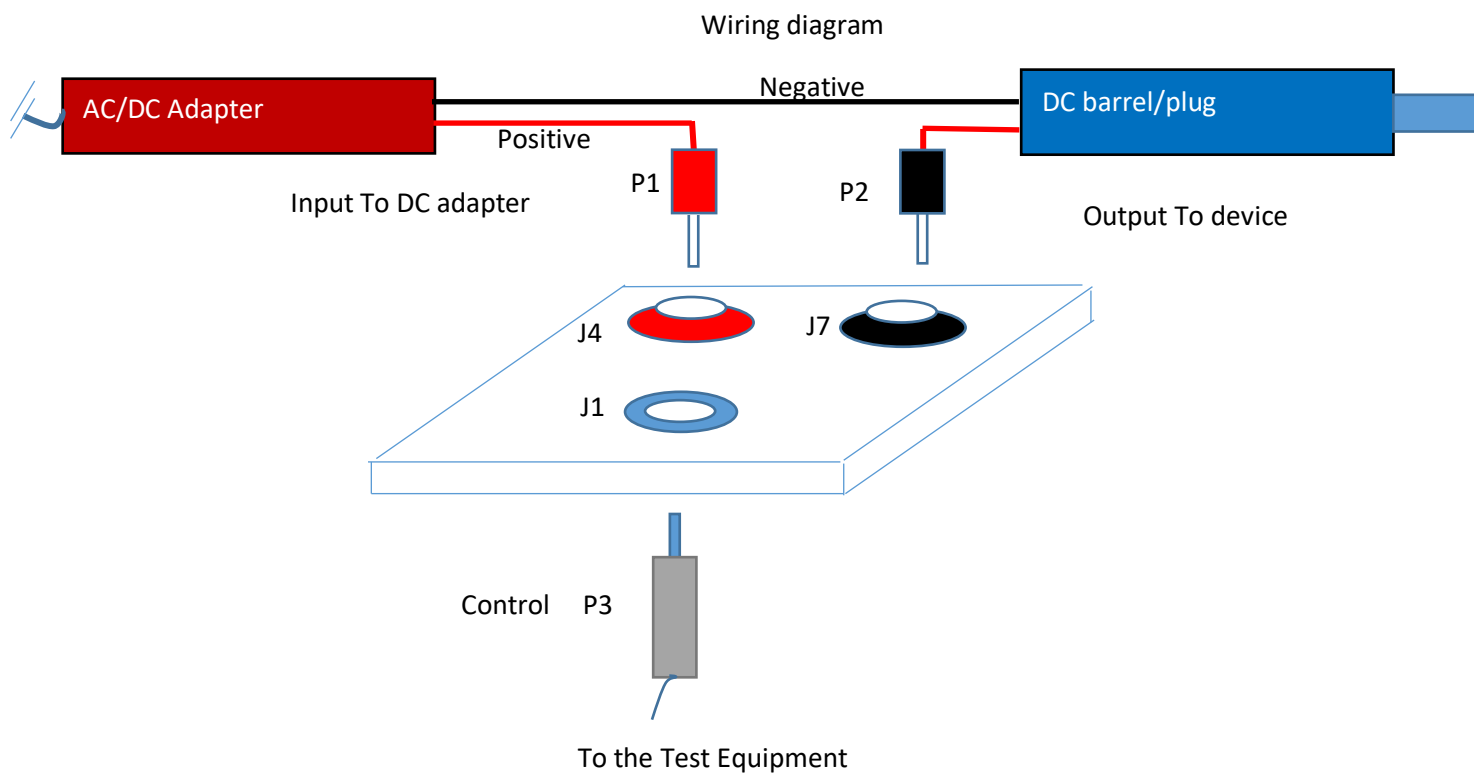 Wiring diagram
Negative
AC/DC Adapter
DC barrel/plug
Positive
P1
P2
Input To DC adapter
Output To device
J4
J7
J1
Control P3
To the Test Equipment